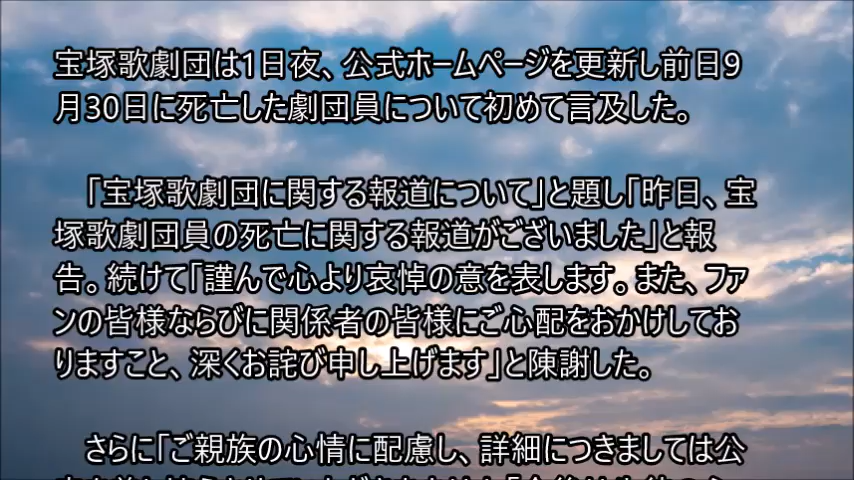 宝塚歌劇団は1日夜、公式ホームページを更新し前日9
月30日に死亡した劇団員について初めて言及した。
「宝塚歌劇団に関する報道について」と題し「昨日、宝
塚歌劇団員の死亡に関する報道がございました」と報
告。続けて「謹んで心より哀悼の意を表します。また、ファ
ンの皆様ならびに関係者の皆様にご心配をおかけしてお
りますこと、深くお詫び申し上げます」と陳謝した。
さらに「ご親族の心情に配慮し、詳細につきましては公